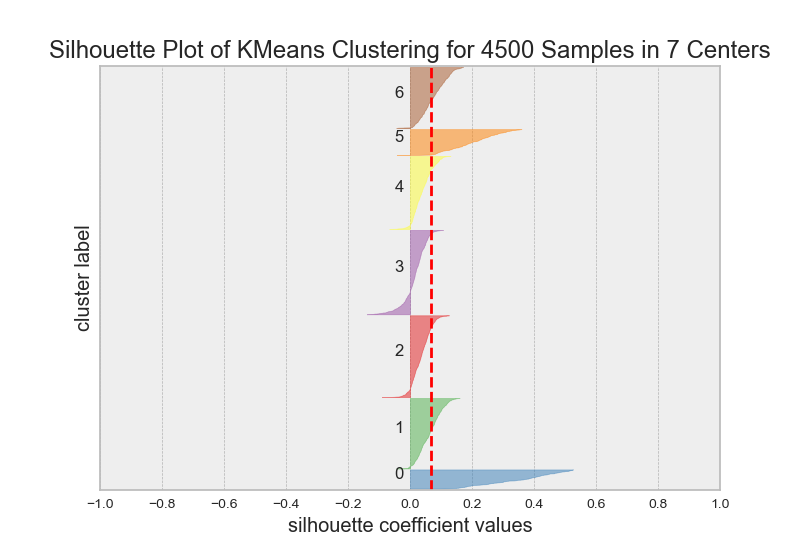 Silhouette Plot of KMeans Clustering for 4500 Samples in 7 Centers
6
5
4
3
2
1
0
cluster label
−1.0 −0.8 −0.6 −0.4 −0.2 0.0 0.2 0.4 0.6 0.8 1.0
silhouette coefficient values